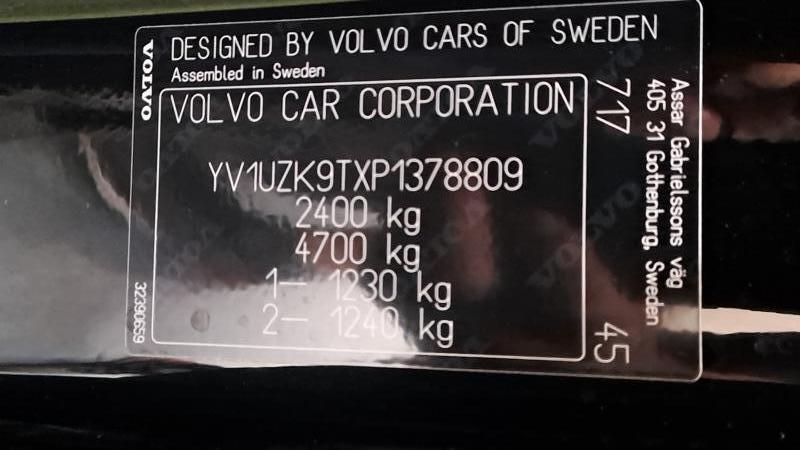 VOLVO
DESIGNED BY VOLVO CARS OF SWEDEN
Assembled in Sweden
VOLVO CAR CORPORATION
YV1UZK9TXP1378809
2400 kg
4700 kg
1– 1230 kg
2– 1240 kg
32390659
717
45
Assar Gabrielssons väg
405 31 Gothenburg, Sweden